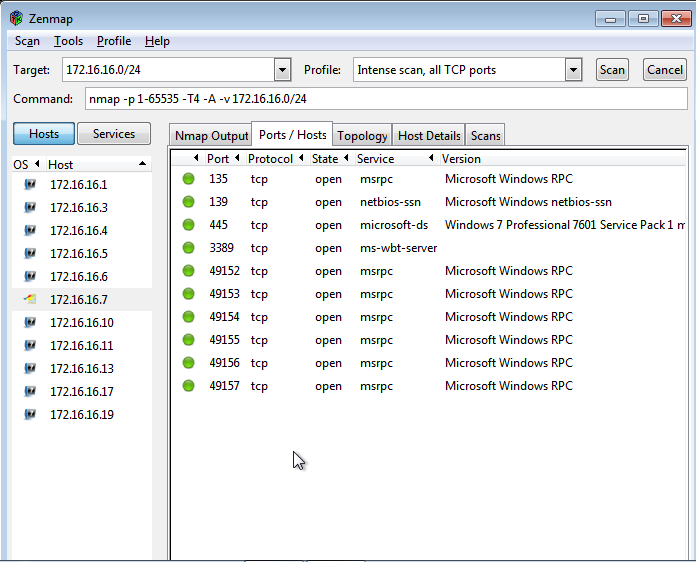 Zenmap
Scan Tools Profile Help
Target: 172.16.16.0/24 Profile: Intense scan, all TCP ports Scan Cancel
Command: nmap -p 1-65535 -T4 -A -v 172.16.16.0/24
Hosts Services
Nmap Output Ports / Hosts Topology Host Details Scans
OS Host
172.16.16.1
172.16.16.3
172.16.16.4
172.16.16.5
172.16.16.6
172.16.16.7
172.16.16.10
172.16.16.11
172.16.16.13
172.16.16.17
172.16.16.19
Port Protocol State Service Version
135 tcp open msrpc Microsoft Windows RPC
139 tcp open netbios-ssn Microsoft Windows netbios-ssn
445 tcp open microsoft-ds Windows 7 Professional 7601 Service Pack 1 m
3389 tcp open ms-wbt-server
49152 tcp open msrpc Microsoft Windows RPC
49153 tcp open msrpc Microsoft Windows RPC
49154 tcp open msrpc Microsoft Windows RPC
49155 tcp open msrpc Microsoft Windows RPC
49156 tcp open msrpc Microsoft Windows RPC
49157 tcp open msrpc Microsoft Windows RPC